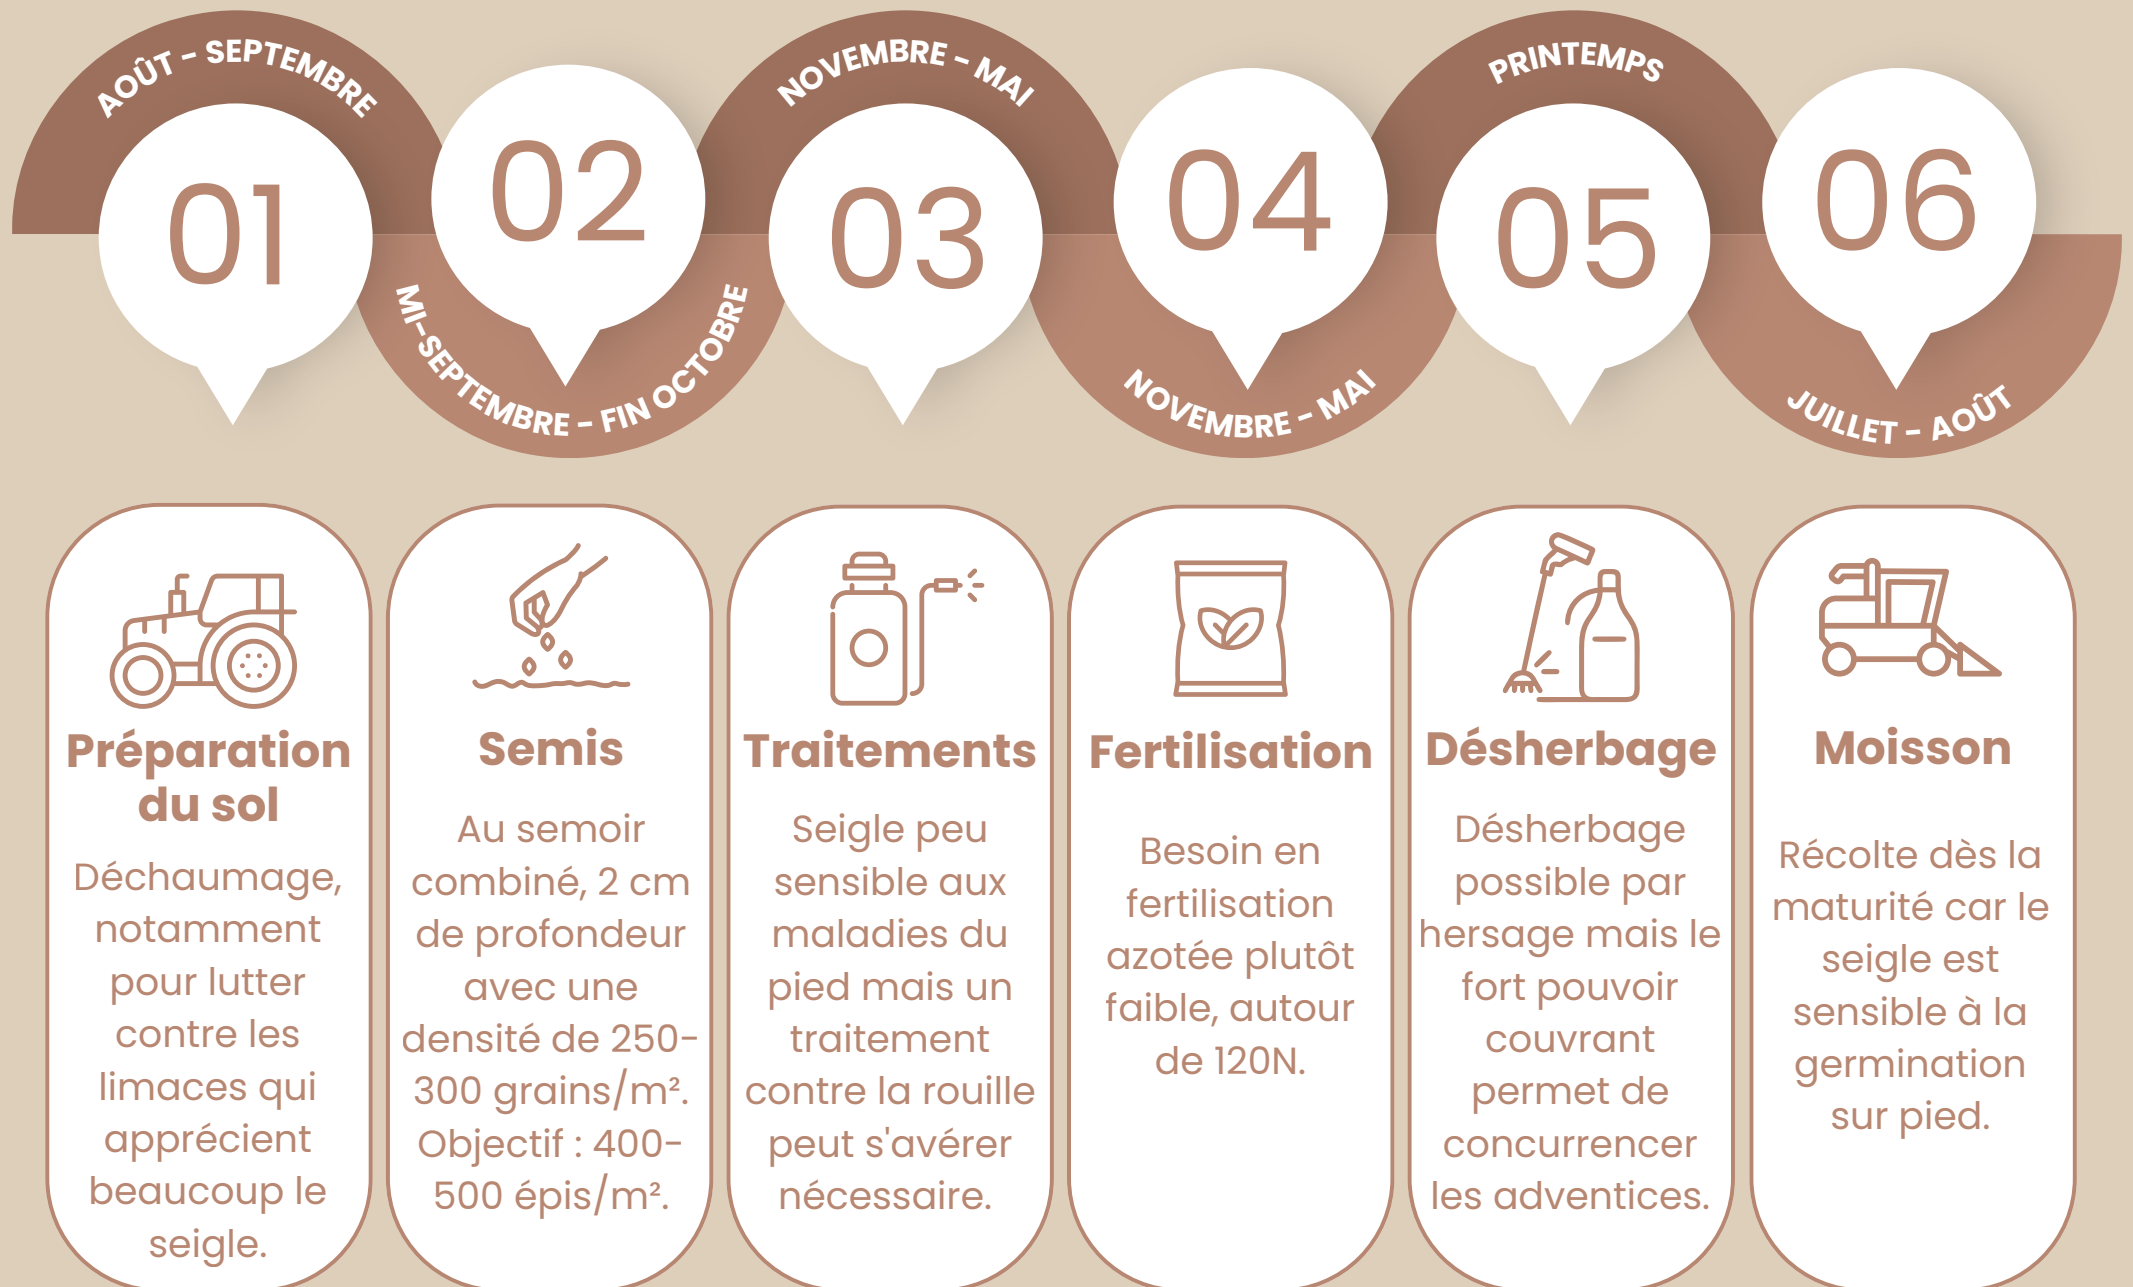 AOÛT - SEPTEMBRE
01
MI-SEPTEMBRE - FIN OCTOBRE
02
NOVEMBRE - MAI
03
NOVEMBRE - MAI
04
PRINTEMPS
05
JUILLET - AOÛT
06
Préparation
du sol
Déchaumage,
notamment
pour lutter
contre les
limaces qui
apprécient
beaucoup le
seigle.
Semis
Au semoir
combiné, 2 cm
de profondeur
avec une
densité de 250-
300 grains/m².
Objectif : 400-
500 épis/m².
Traitements
Seigle peu
sensible aux
maladies du
pied mais un
traitement
contre la rouille
peut s'avérer
nécessaire.
Fertilisation
Besoin en
fertilisation
azotée plutôt
faible, autour
de 120N.
Désherbage
Désherbage
possible par
hersage mais le
fort pouvoir
couvrant
permet de
concurrencer
les adventices.
Moisson
Récolte dès la
maturité car le
seigle est
sensible à la
germination
sur pied.